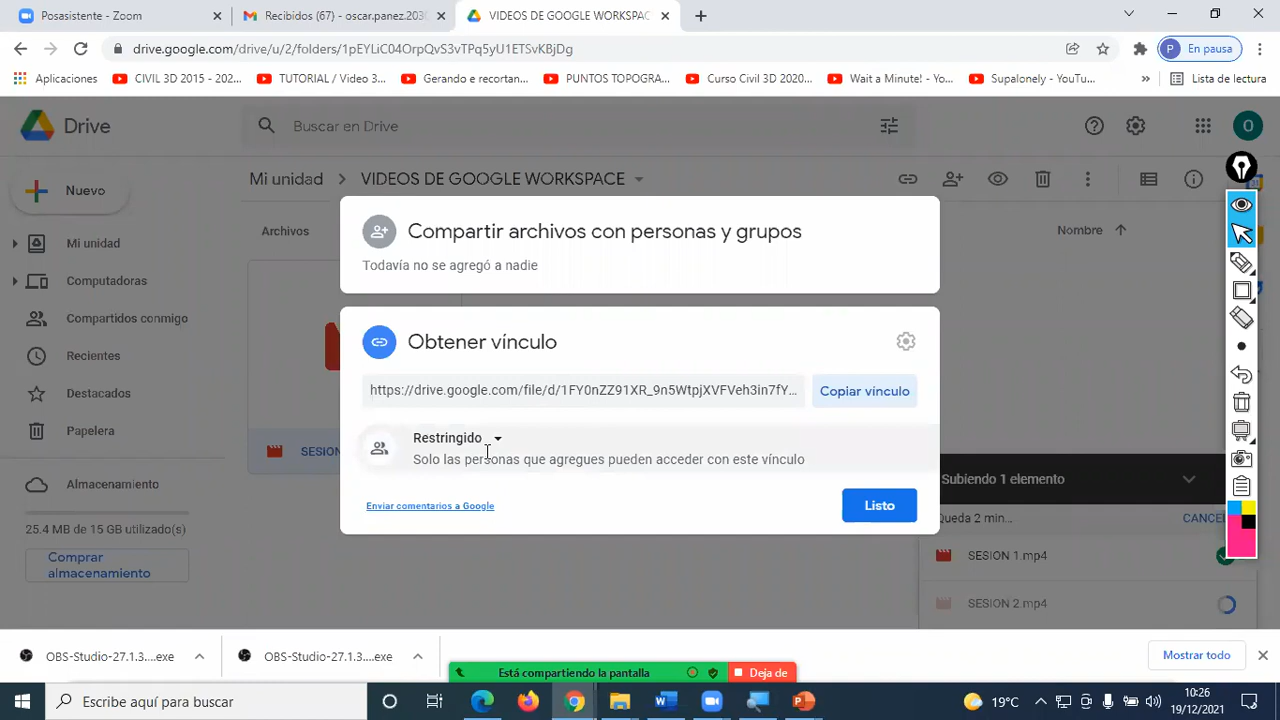 Posasistente - Zoom
Recibidos (67) - oscar.panez.203
VIDEOS DE GOOGLE WORKSPACE
drive.google.com/drive/u/2/folders/1pEYLiC04OrpQvS3vTPq5yU1ETSvKBjDg
P
En pausa
Aplicaciones
CIVIL 3D 2015 - 202...
TUTORIAL / Video 3...
Gerando e recortan...
PUNTOS TOPOGRA...
Curso Civil 3D 2020...
Wait a Minute! - Yo...
Supalonely - YouTu...
»
Lista de lectura
Drive
Buscar en Drive
O
Nuevo
Mi unidad
VIDEOS DE GOOGLE WORKSPACE
Archivos
Nombre
Mi unidad
Computadoras
Compartidos conmigo
Recientes
Destacados
Papelera
Almacenamiento
25.4 MB de 15 GB utilizado(s)
Comprar
almacenamiento
SESION
Compartir archivos con personas y grupos
Todavía no se agregó a nadie
Obtener vínculo
https://drive.google.com/file/d/1FY0nZZ91XR_9n5WtpjXVFVeh3in7fY...
Copiar vínculo
Restringido
Solo las personas que agregues pueden acceder con este vínculo
Enviar comentarios a Google
Listo
Subiendo 1 elemento
Queda 2 min...
CANCE
SESION 1.mp4
SESION 2.mp4
OBS-Studio-27.1.3....exe
OBS-Studio-27.1.3....exe
Mostrar todo
Está compartiendo la pantalla
Deja de
Escribe aquí para buscar
19°C
10:26
19/12/2021